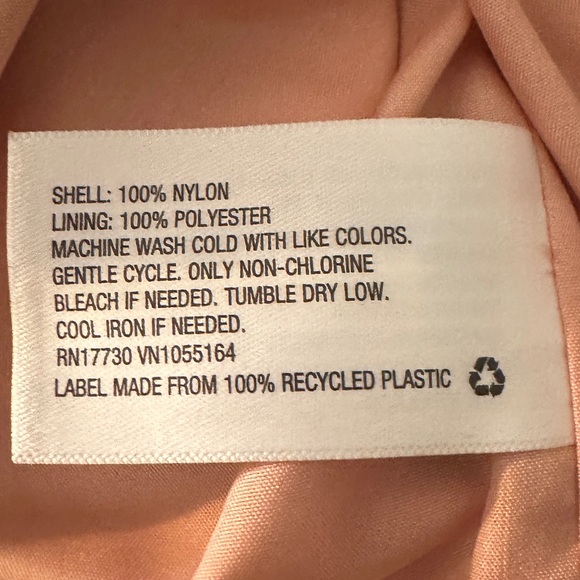 SHELL: 100% NYLON
LINING: 100% POLYESTER
MACHINE WASH COLD WITH LIKE COLORS.
GENTLE CYCLE. ONLY NON-CHLORINE
BLEACH IF NEEDED. TUMBLE DRY LOW.
COOL IRON IF NEEDED.
RN17730 VN1055164
LABEL MADE FROM 100% RECYCLED PLASTIC